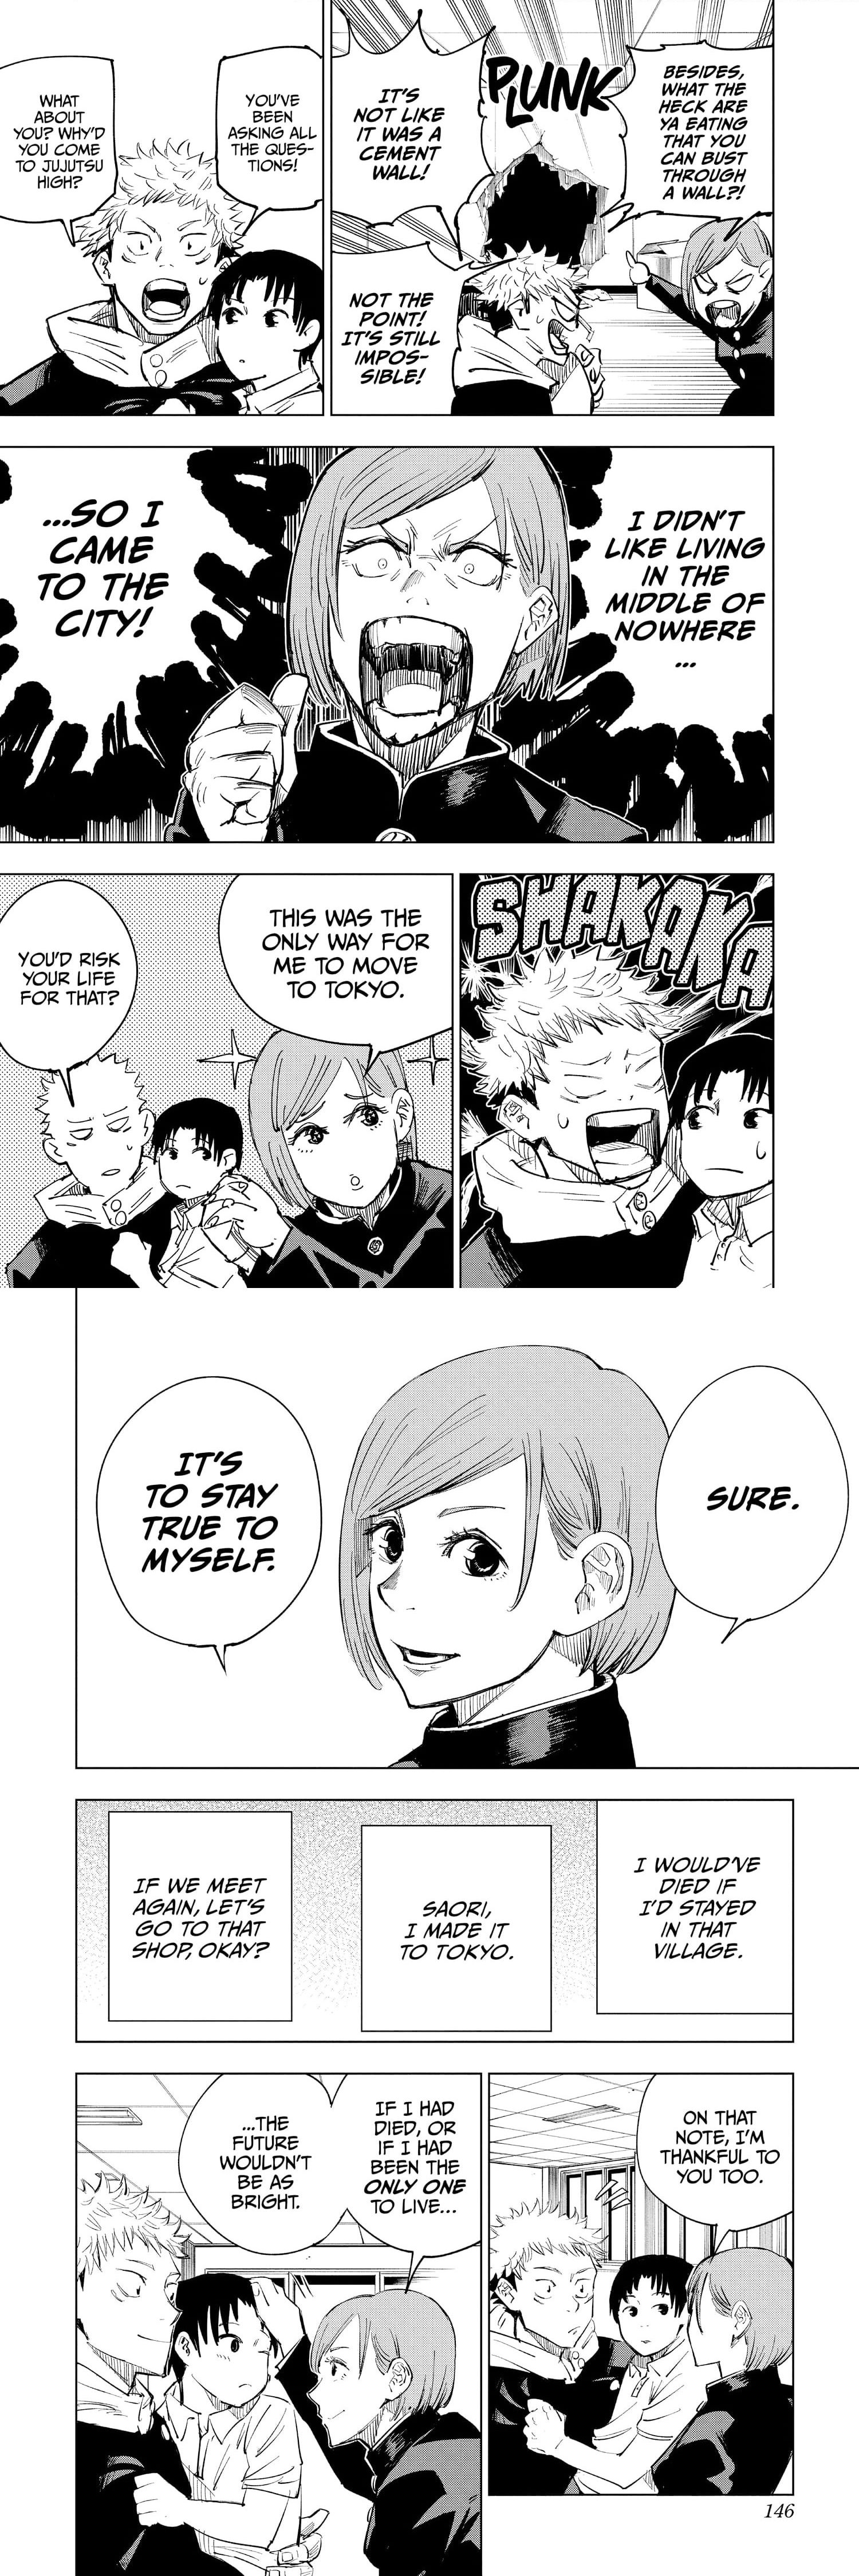 BESIDES,
WHAT THE
HECK ARE
YA EATING
THAT YOU
CAN BUST
THROUGH
A WALL?!
PLUNK
IT'S
NOT LIKE
IT WAS A
CEMENT
WALL!
NOT THE
POINT!
IT'S STILL
IMPOS-
SIBLE!
YOU'VE
BEEN
ASKING ALL
THE QUES-
TIONS!
WHAT
ABOUT
YOU? WHY'D
YOU COME
TO JUJUTSU
HIGH?
I DIDN'T
LIKE LIVING
IN THE
MIDDLE OF
NOWHERE
...
...SO I
CAME
TO THE
CITY!
SHAKAKA
THIS WAS THE
ONLY WAY FOR
ME TO MOVE
TO TOKYO.
YOU'D RISK
YOUR LIFE
FOR THAT?
SURE.
IT'S
TO STAY
TRUE TO
MYSELF.
I WOULD'VE
DIED IF
I'D STAYED
IN THAT
VILLAGE.
SAORI,
I MADE IT
TO TOKYO.
IF WE MEET
AGAIN, LET'S
GO TO THAT
SHOP, OKAY?
ON THAT
NOTE, I'M
THANKFUL TO
YOU TOO.
IF I HAD
DIED, OR
IF I HAD
BEEN THE
ONLY ONE
TO LIVE...
...THE
FUTURE
WOULDN'T
BE AS
BRIGHT.
146